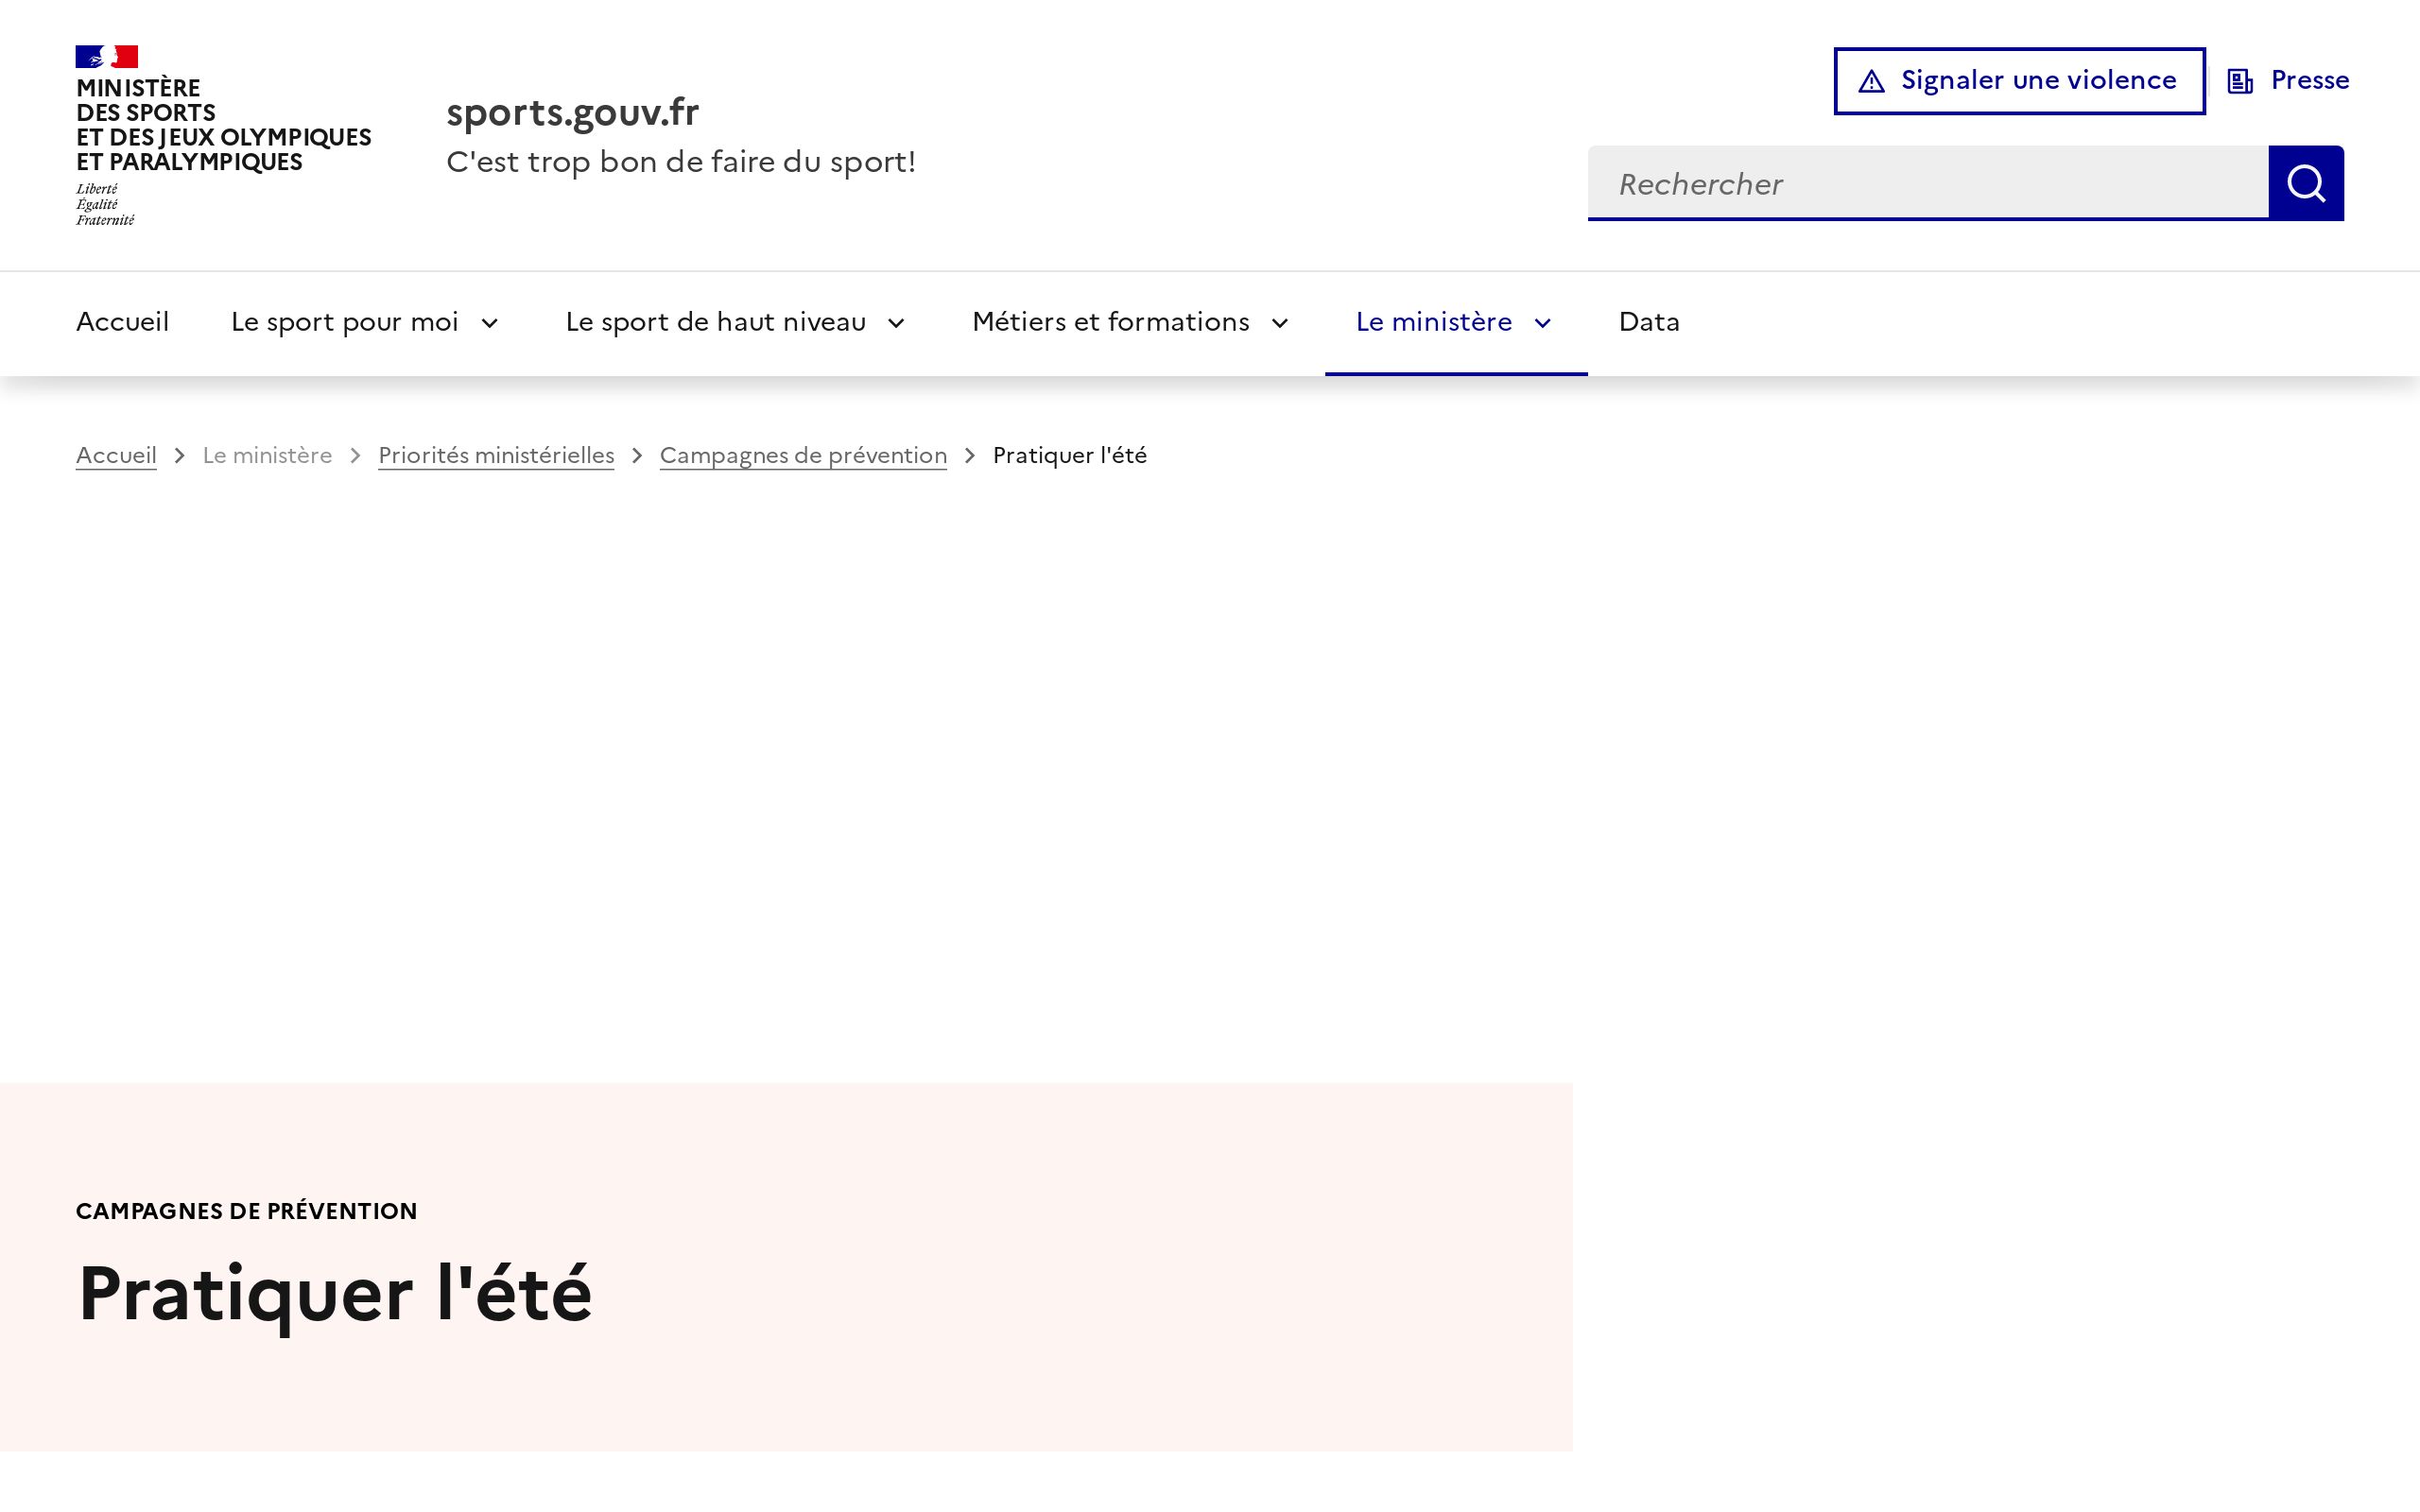 MINISTÈRE
DES SPORTS
ET DES JEUX OLYMPIQUES
ET PARALYMPIQUES
Liberté
Égalité
Fraternité
sports.gouv.fr
C'est trop bon de faire du sport!
Signaler une violence
Presse
Rechercher
Accueil
Le sport pour moi
Le sport de haut niveau
Métiers et formations
Le ministère
Data
Accueil > Le ministère > Priorités ministérielles > Campagnes de prévention > Pratiquer l'été
CAMPAGNES DE PRÉVENTION
Pratiquer l'été